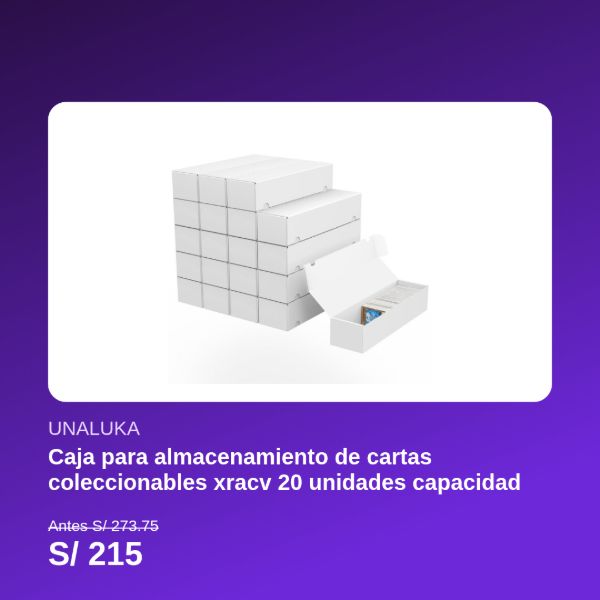 UNALUKA
Caja para almacenamiento de cartas
coleccionables xracv 20 unidades capacidad
Antes S/ 273.75
S/ 215